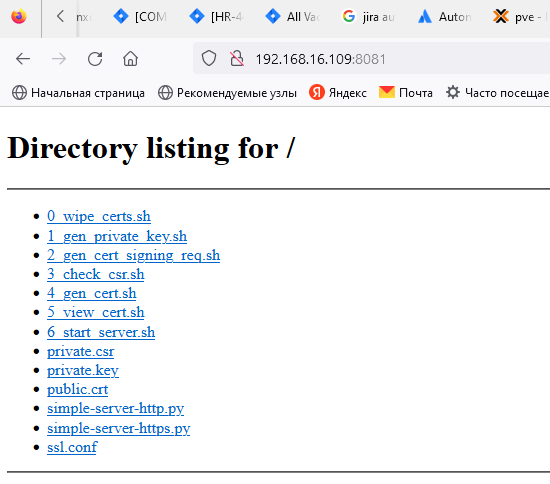 [COM
[HR-4
All Vac
jira au
Auton
pve -
192.168.16.109:8081
Начальная страница
Рекомендуемые узлы
Яндекс
Почта
Часто посещае
Directory listing for /
0_wipe_certs.sh
1_gen_private_key.sh
2_gen_cert_signing_req.sh
3_check_csr.sh
4_gen_cert.sh
5_view_cert.sh
6_start_server.sh
private.csr
private.key
public.crt
simple-server-http.py
simple-server-https.py
ssl.conf